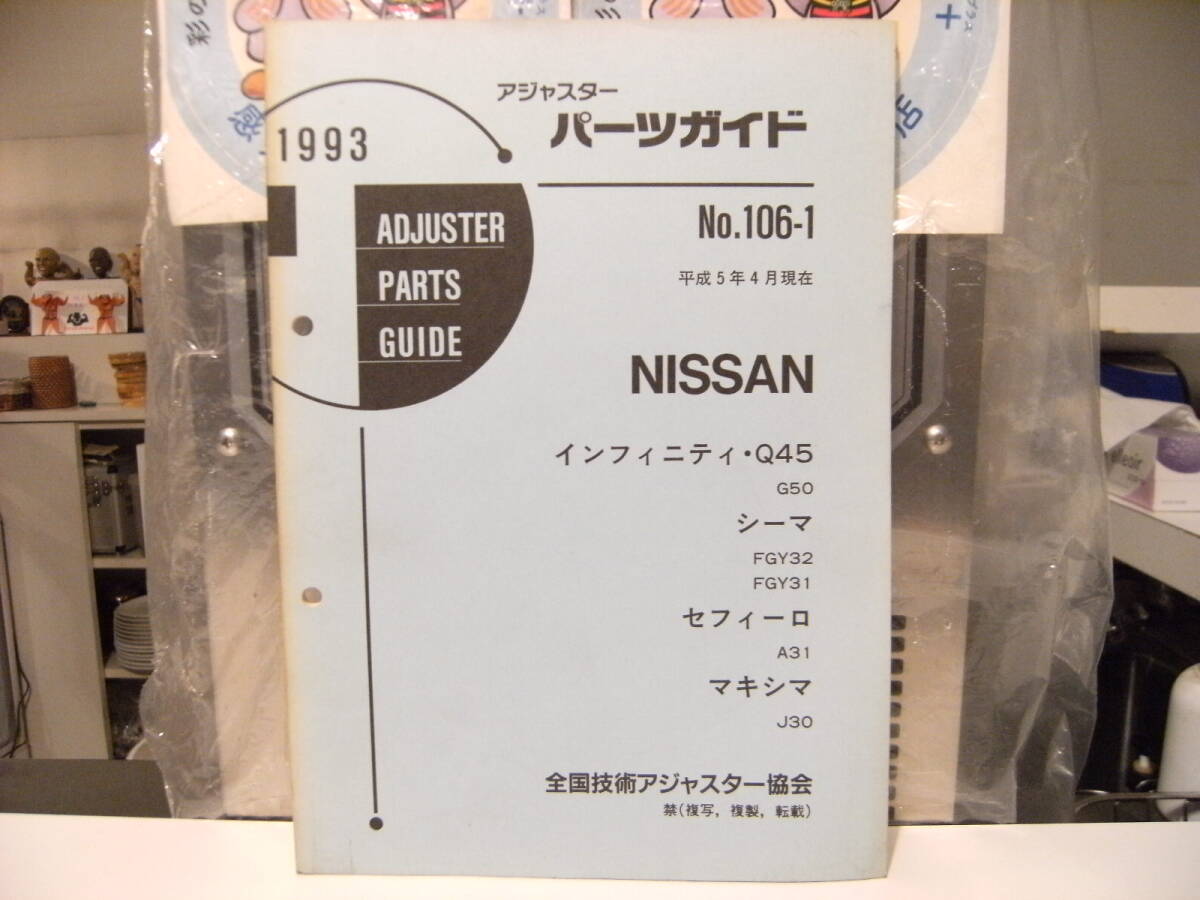 アジャスター
パーツガイド
1993
ADJUSTER
PARTS
GUIDE
No.106-1
平成5年4月現在
NISSAN
インフィニティ・Q45
G50
シーマ
FGY32
FGY31
セフィーロ
A31
マキシマ
J30
全国技術アジャスター協会
禁(複写, 複製, 転載)